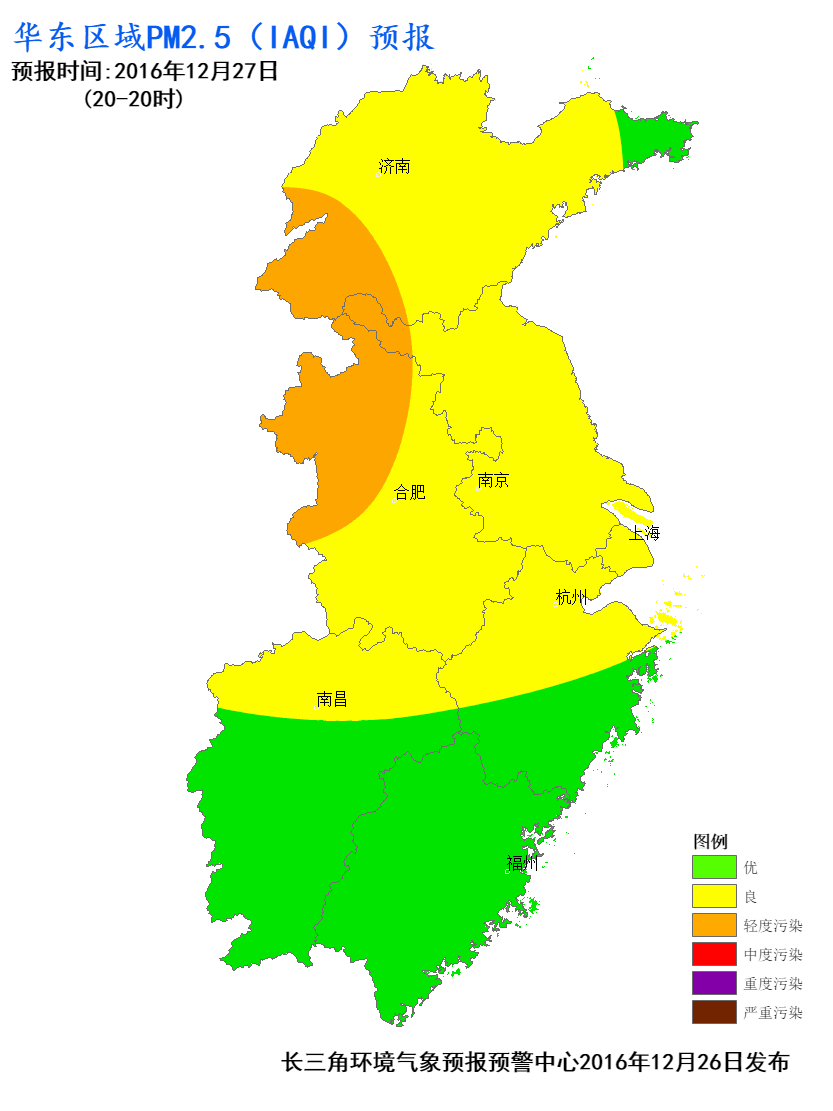 华东区域PM2.5（IAQI）预报
预报时间:2016年12月27日
(20-20时)
济南
南京
合肥
上海
杭州
南昌
福州
图例
优
良
轻度污染
中度污染
重度污染
严重污染
长三角环境气象预报预警中心2016年12月26日发布